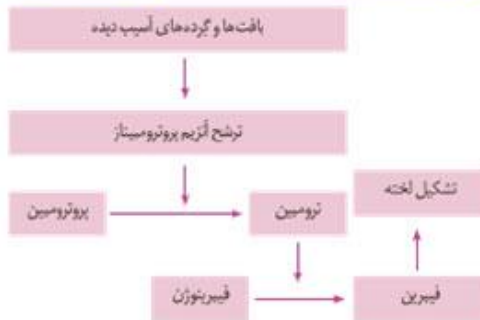 بافت‌ها و گرده‌های آسیب دیده
ترشح آنزیم پروترومبیناز
تشکیل لخته
ترومبین
پروترومبین
فیبرین
فیبرینوژن